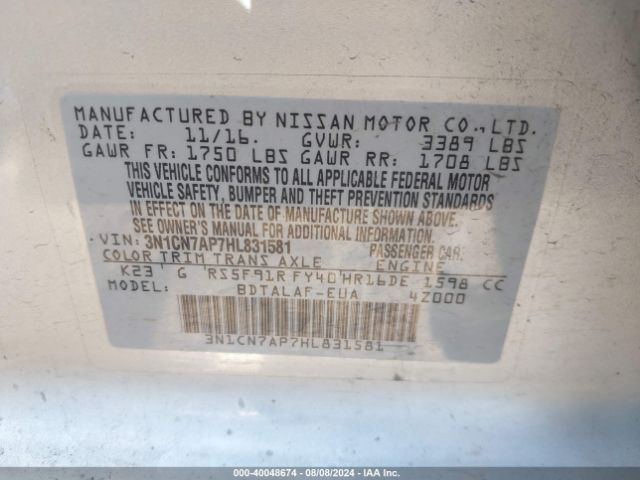 MANUFACTURED BY NISSAN MOTOR CO., LTD.
DATE: 11/16. GVWR: 3389 LBS
GAWR FR: 1750 LBS GAWR RR: 1708 LBS
THIS VEHICLE CONFORMS TO ALL APPLICABLE FEDERAL MOTOR
VEHICLE SAFETY, BUMPER AND THEFT PREVENTION STANDARDS
IN EFFECT ON THE DATE OF MANUFACTURE SHOWN ABOVE.
SEE OWNER'S MANUAL FOR ADDITIONAL INFORMATION
VIN: 3N1CN7AP7HL831581 PASSENGER CAR
COLOR TRIM TRANS AXLE ENGINE
K23 G RS5F91R FY40 HR16DE 1598 CC
MODEL: BDTALAF-EUA 4Z000
3N1CN7AP7HL831581
000-40048674 - 08/08/2024 - IAA Inc.